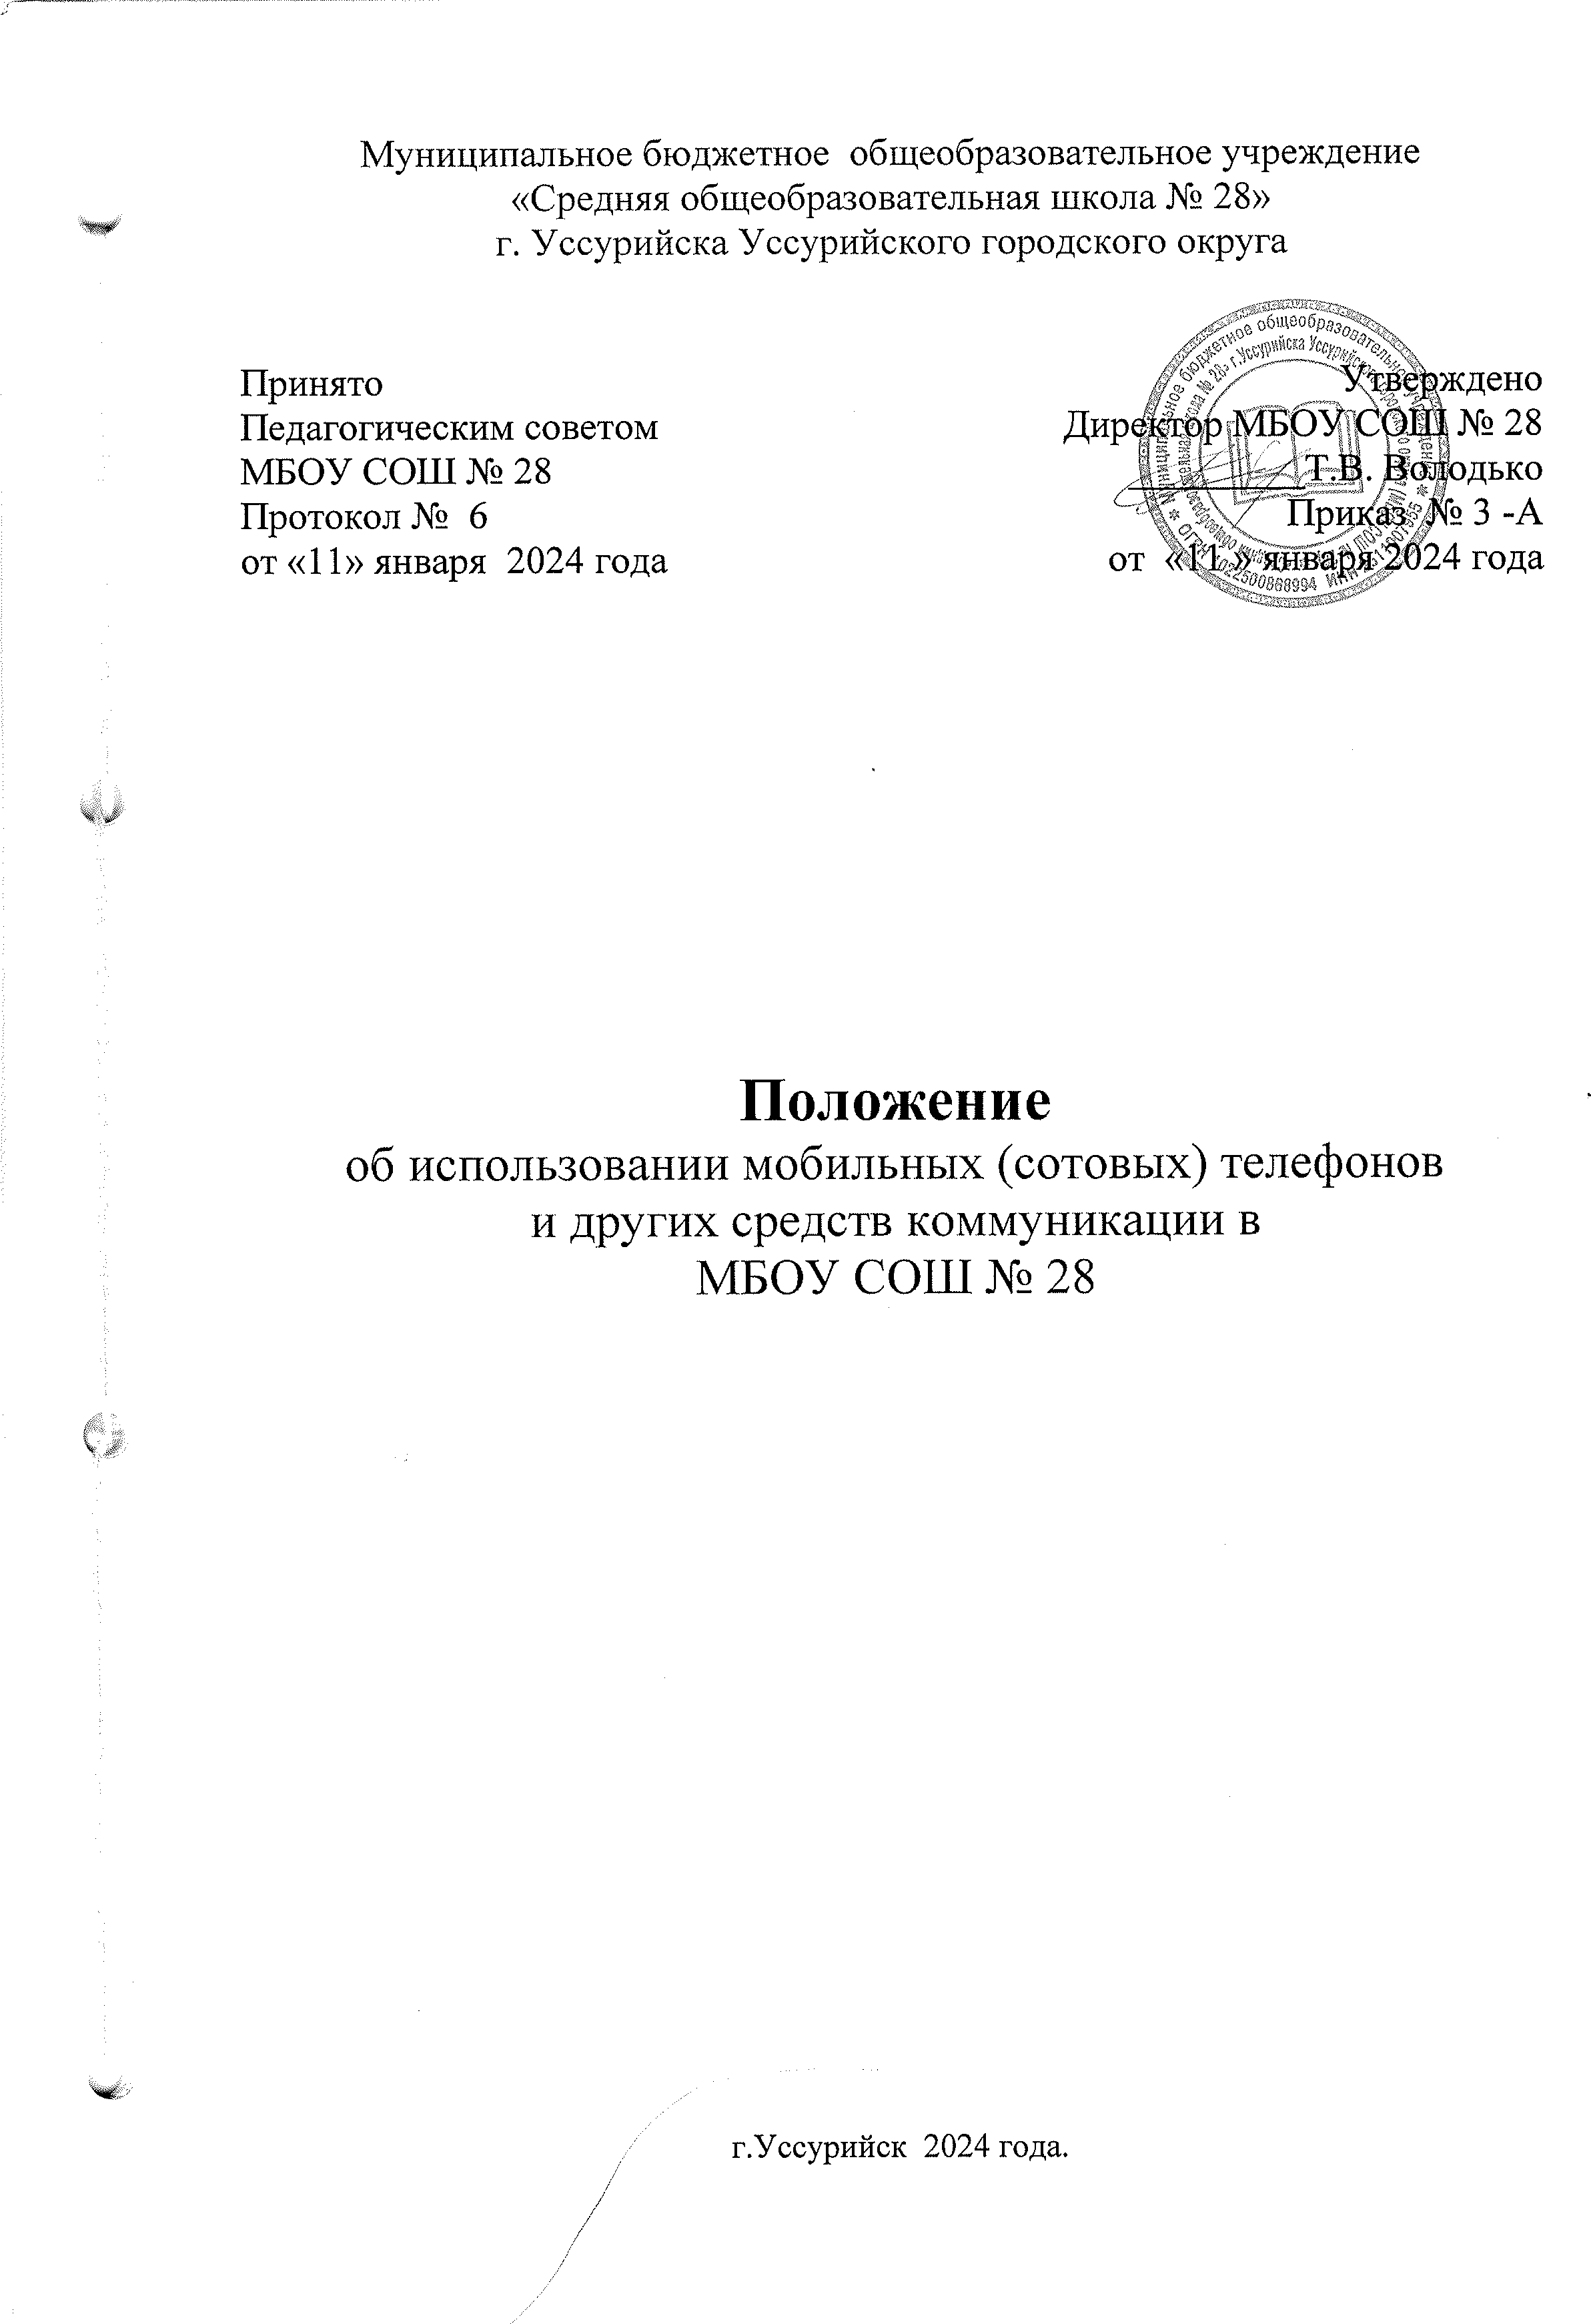 Муниципальное бюджетное общеобразовательное учреждение
«Средняя общеобразовательная школа № 28»
г. Уссурийска Уссурийского городского округа
Принято
Педагогическим советом
МБОУ СОШ № 28
Протокол № 6
от «11» января 2024 года
Утверждено
Директор МБОУ СОШ № 28
Т.В. Володько
Приказ № 3 -А
от «11 » января 2024 года
Положение
об использовании мобильных (сотовых) телефонов
и других средств коммуникации в
МБОУ СОШ № 28
г.Уссурийск 2024 года.